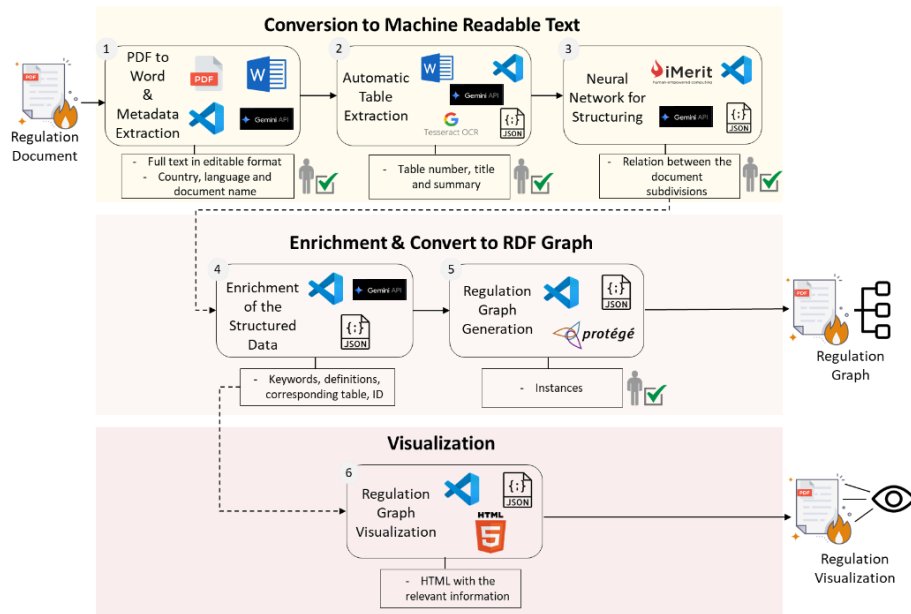 Conversion to Machine Readable Text
PDF
Regulation
Document
1
PDF to
Word
&
Metadata
Extraction
PDF
W
Gemini API
- Full text in editable format
- Country, language and
document name
2
Automatic
Table
Extraction
W
Gemini API
G
Tesseract OCR
{;}
JSON
- Table number, title
and summary
3
Neural
Network for
Structuring
iMerit
Gemini API
{;}
JSON
- Relation between the
document
subdivisions
Enrichment & Convert to RDF Graph
4
Enrichment
of the
Structured
Data
Gemini API
{;}
JSON
- Keywords, definitions,
corresponding table, ID
5
Regulation
Graph
Generation
{;}
JSON
protégé
- Instances
PDF
Regulation
Graph
Visualization
6
Regulation
Graph
Visualization
{;}
JSON
HTML
5
- HTML with the
relevant information
PDF
Regulation
Visualization